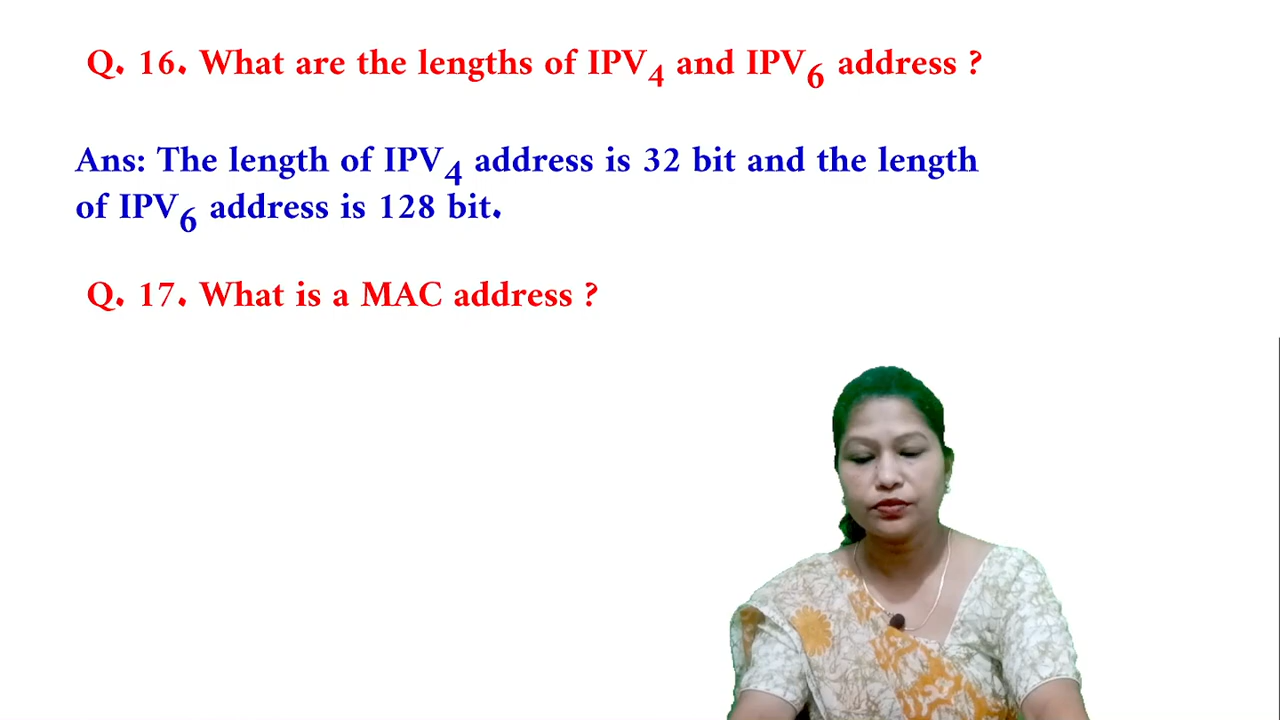 Q. 16. What are the lengths of IPV4 and IPV6 address ?
Ans: The length of IPV4 address is 32 bit and the length
of IPV6 address is 128 bit.
Q. 17. What is a MAC address ?